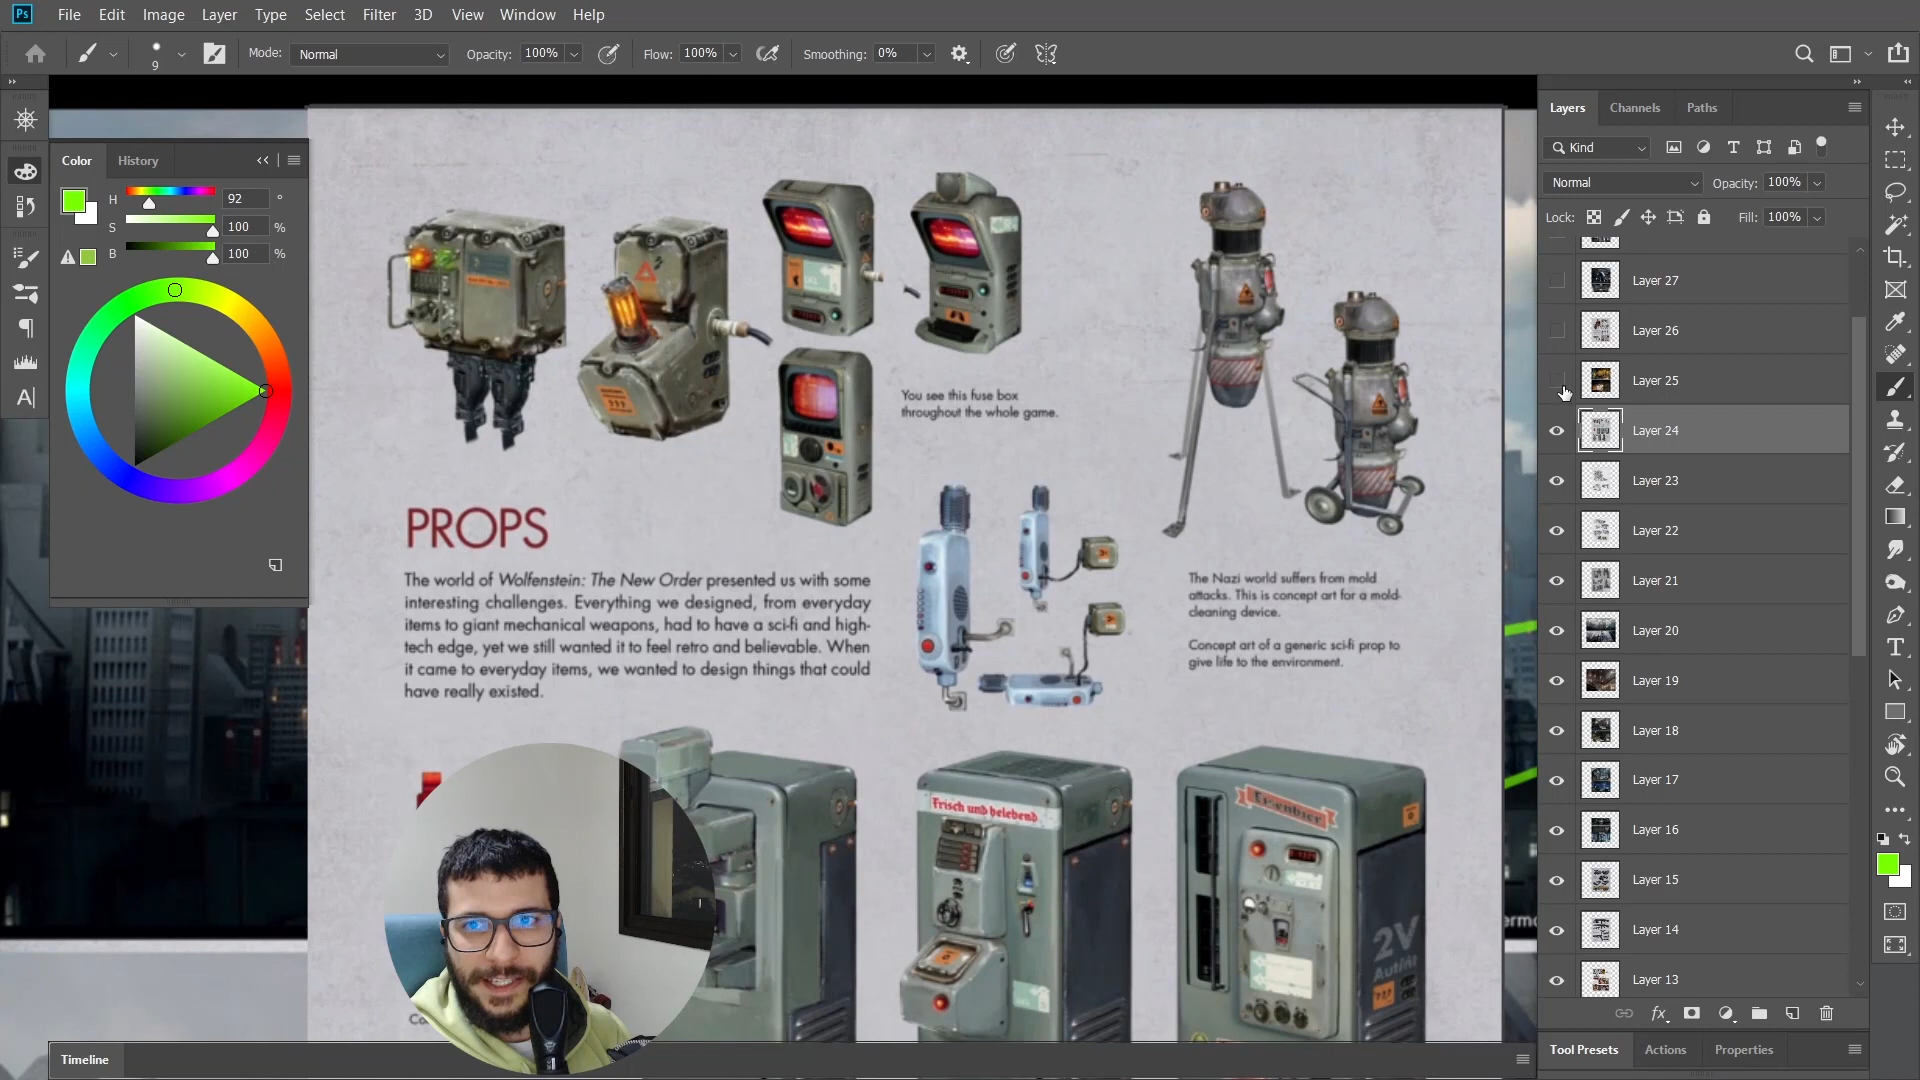 Ps File Edit Image Layer Type Select Filter 3D View Window Help
9 Mode: Normal Opacity: 100% Flow: 100% Smoothing: 0%
Color History
H 92 °
S 100 %
B 100 %
You see this fuse box
throughout the whole game.
PROPS
The world of Wolfenstein: The New Order presented us with some
interesting challenges. Everything we designed, from everyday
items to giant mechanical weapons, had to have a sci-fi and high-
tech edge, yet we still wanted it to feel retro and believable. When
it came to everyday items, we wanted to design things that could
have really existed.
The Nazi world suffers from mold
attacks. This is concept art for a mold-
cleaning device.
Concept art of a generic sci-fi prop to
give life to the environment.
Frisch und belebend
Eisenbier
2V
Timeline
Layers Channels Paths
Kind
Normal Opacity: 100%
Lock: Fill: 100%
Layer 27
Layer 26
Layer 25
Layer 24
Layer 23
Layer 22
Layer 21
Layer 20
Layer 19
Layer 18
Layer 17
Layer 16
Layer 15
Layer 14
Layer 13
fx
Tool Presets Actions Properties